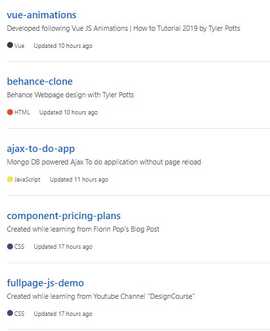 vue-animations
Developed following Vue JS Animations | How to Tutorial 2019 by Tyler Potts
Vue Updated 10 hours ago
behance-clone
Behance Webpage design with Tyler Potts
HTML Updated 10 hours ago
ajax-to-do-app
Mongo DB powered Ajax To do application without page reload
JavaScript Updated 11 hours ago
component-pricing-plans
Created while learning from Florin Pop's Blog Post
CSS Updated 17 hours ago
fullpage-js-demo
Created while learning from Youtube Channel "DesignCourse"
CSS Updated 17 hours ago